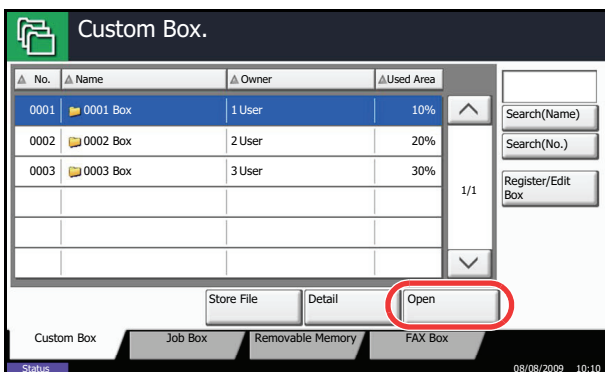 Custom Box.
No. Name Owner Used Area
0001 0001 Box 1 User 10%
Search(Name)
0002 0002 Box 2 User 20%
Search(No.)
0003 0003 Box 3 User 30%
1/1
Register/Edit
Box
Store File Detail Open
Custom Box Job Box Removable Memory FAX Box
Status 08/08/2009 10:10